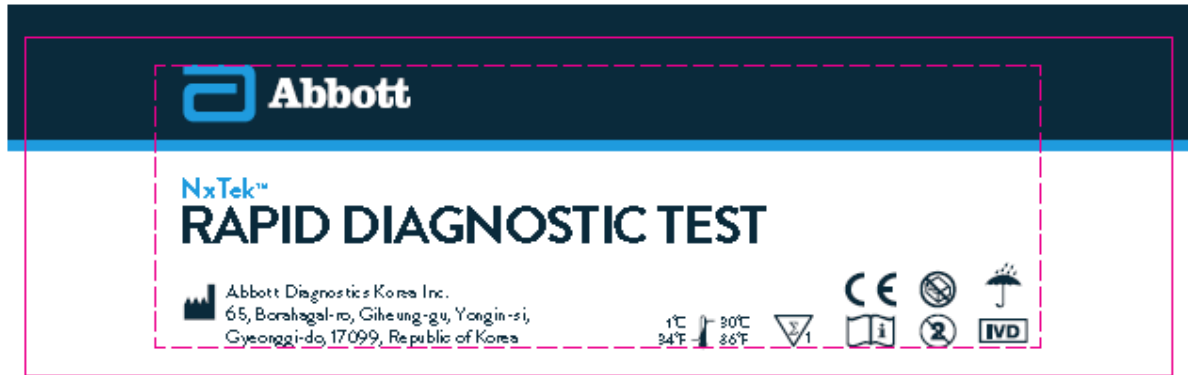 Abbott
NxTek™
RAPID DIAGNOSTIC TEST
Abbott Diagnostics Korea Inc.
65, Borahagal-ro, Giheung-gu, Yongin-si,
Gyeonggi-do, 17099, Republic of Korea
1℃ 30℃
34℉ 86℉
Σ 1
CE
i
2
IVD